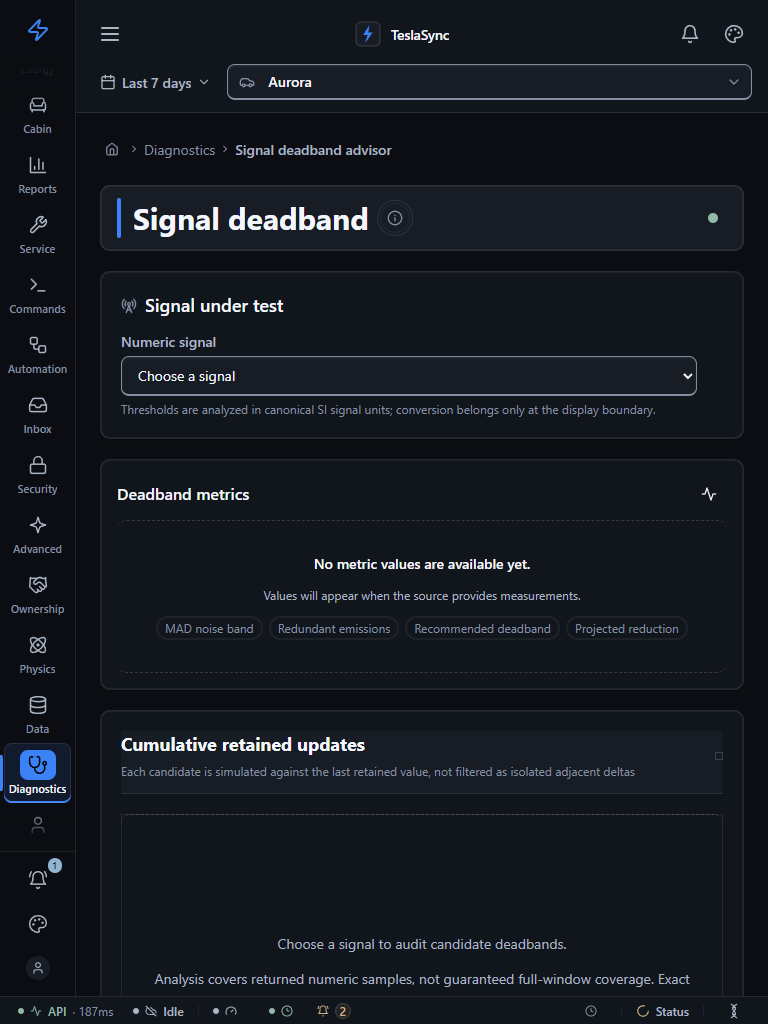 TeslaSync
Last 7 days
Aurora
Energy
Cabin
Reports
Service
Commands
Automation
Inbox
Security
Advanced
Ownership
Physics
Data
Diagnostics
1
Diagnostics
Signal deadband advisor
Signal deadband
Signal under test
Numeric signal
Choose a signal
Thresholds are analyzed in canonical SI signal units; conversion belongs only at the display boundary.
Deadband metrics
No metric values are available yet.
Values will appear when the source provides measurements.
MAD noise band
Redundant emissions
Recommended deadband
Projected reduction
Cumulative retained updates
Each candidate is simulated against the last retained value, not filtered as isolated adjacent deltas
Choose a signal to audit candidate deadbands.
Analysis covers returned numeric samples, not guaranteed full-window coverage. Exact
API · 187ms
Idle
2
Status